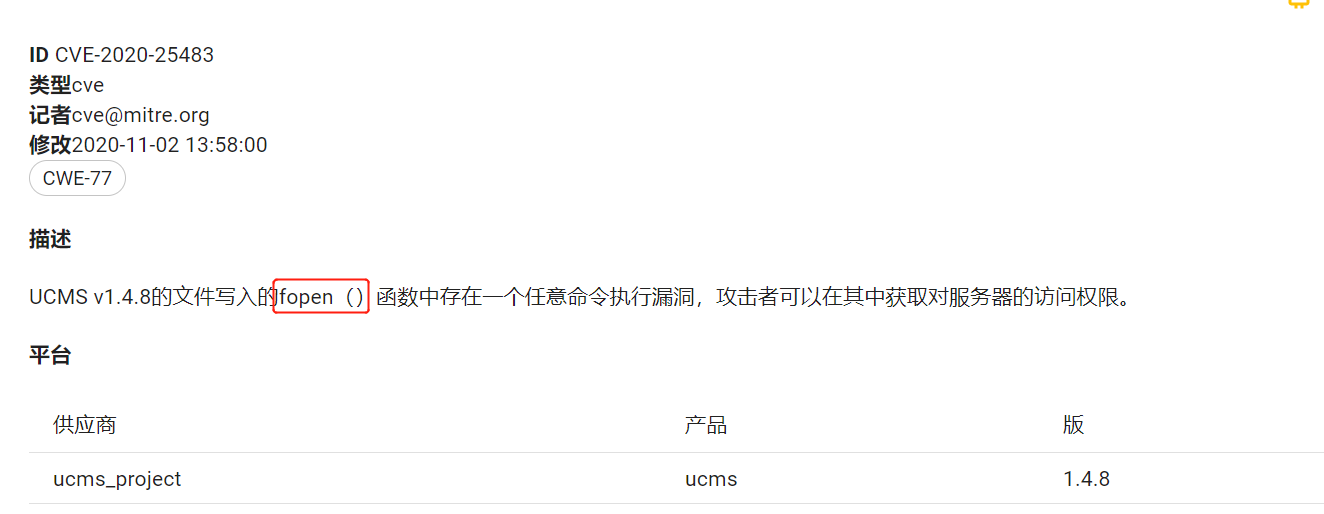 ID CVE-2020-25483
类型cve
记者cve@mitre.org
修改2020-11-02 13:58:00
CWE-77
描述
UCMS v1.4.8的文件写入的fopen（）函数中存在一个任意命令执行漏洞，攻击者可以在其中获取对服务器的访问权限。
平台
供应商 产品 版
ucms_project ucms 1.4.8